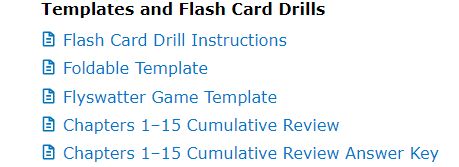 Templates and Flash Card Drills
Flash Card Drill Instructions
Foldable Template
Flyswatter Game Template
Chapters 1–15 Cumulative Review
Chapters 1–15 Cumulative Review Answer Key